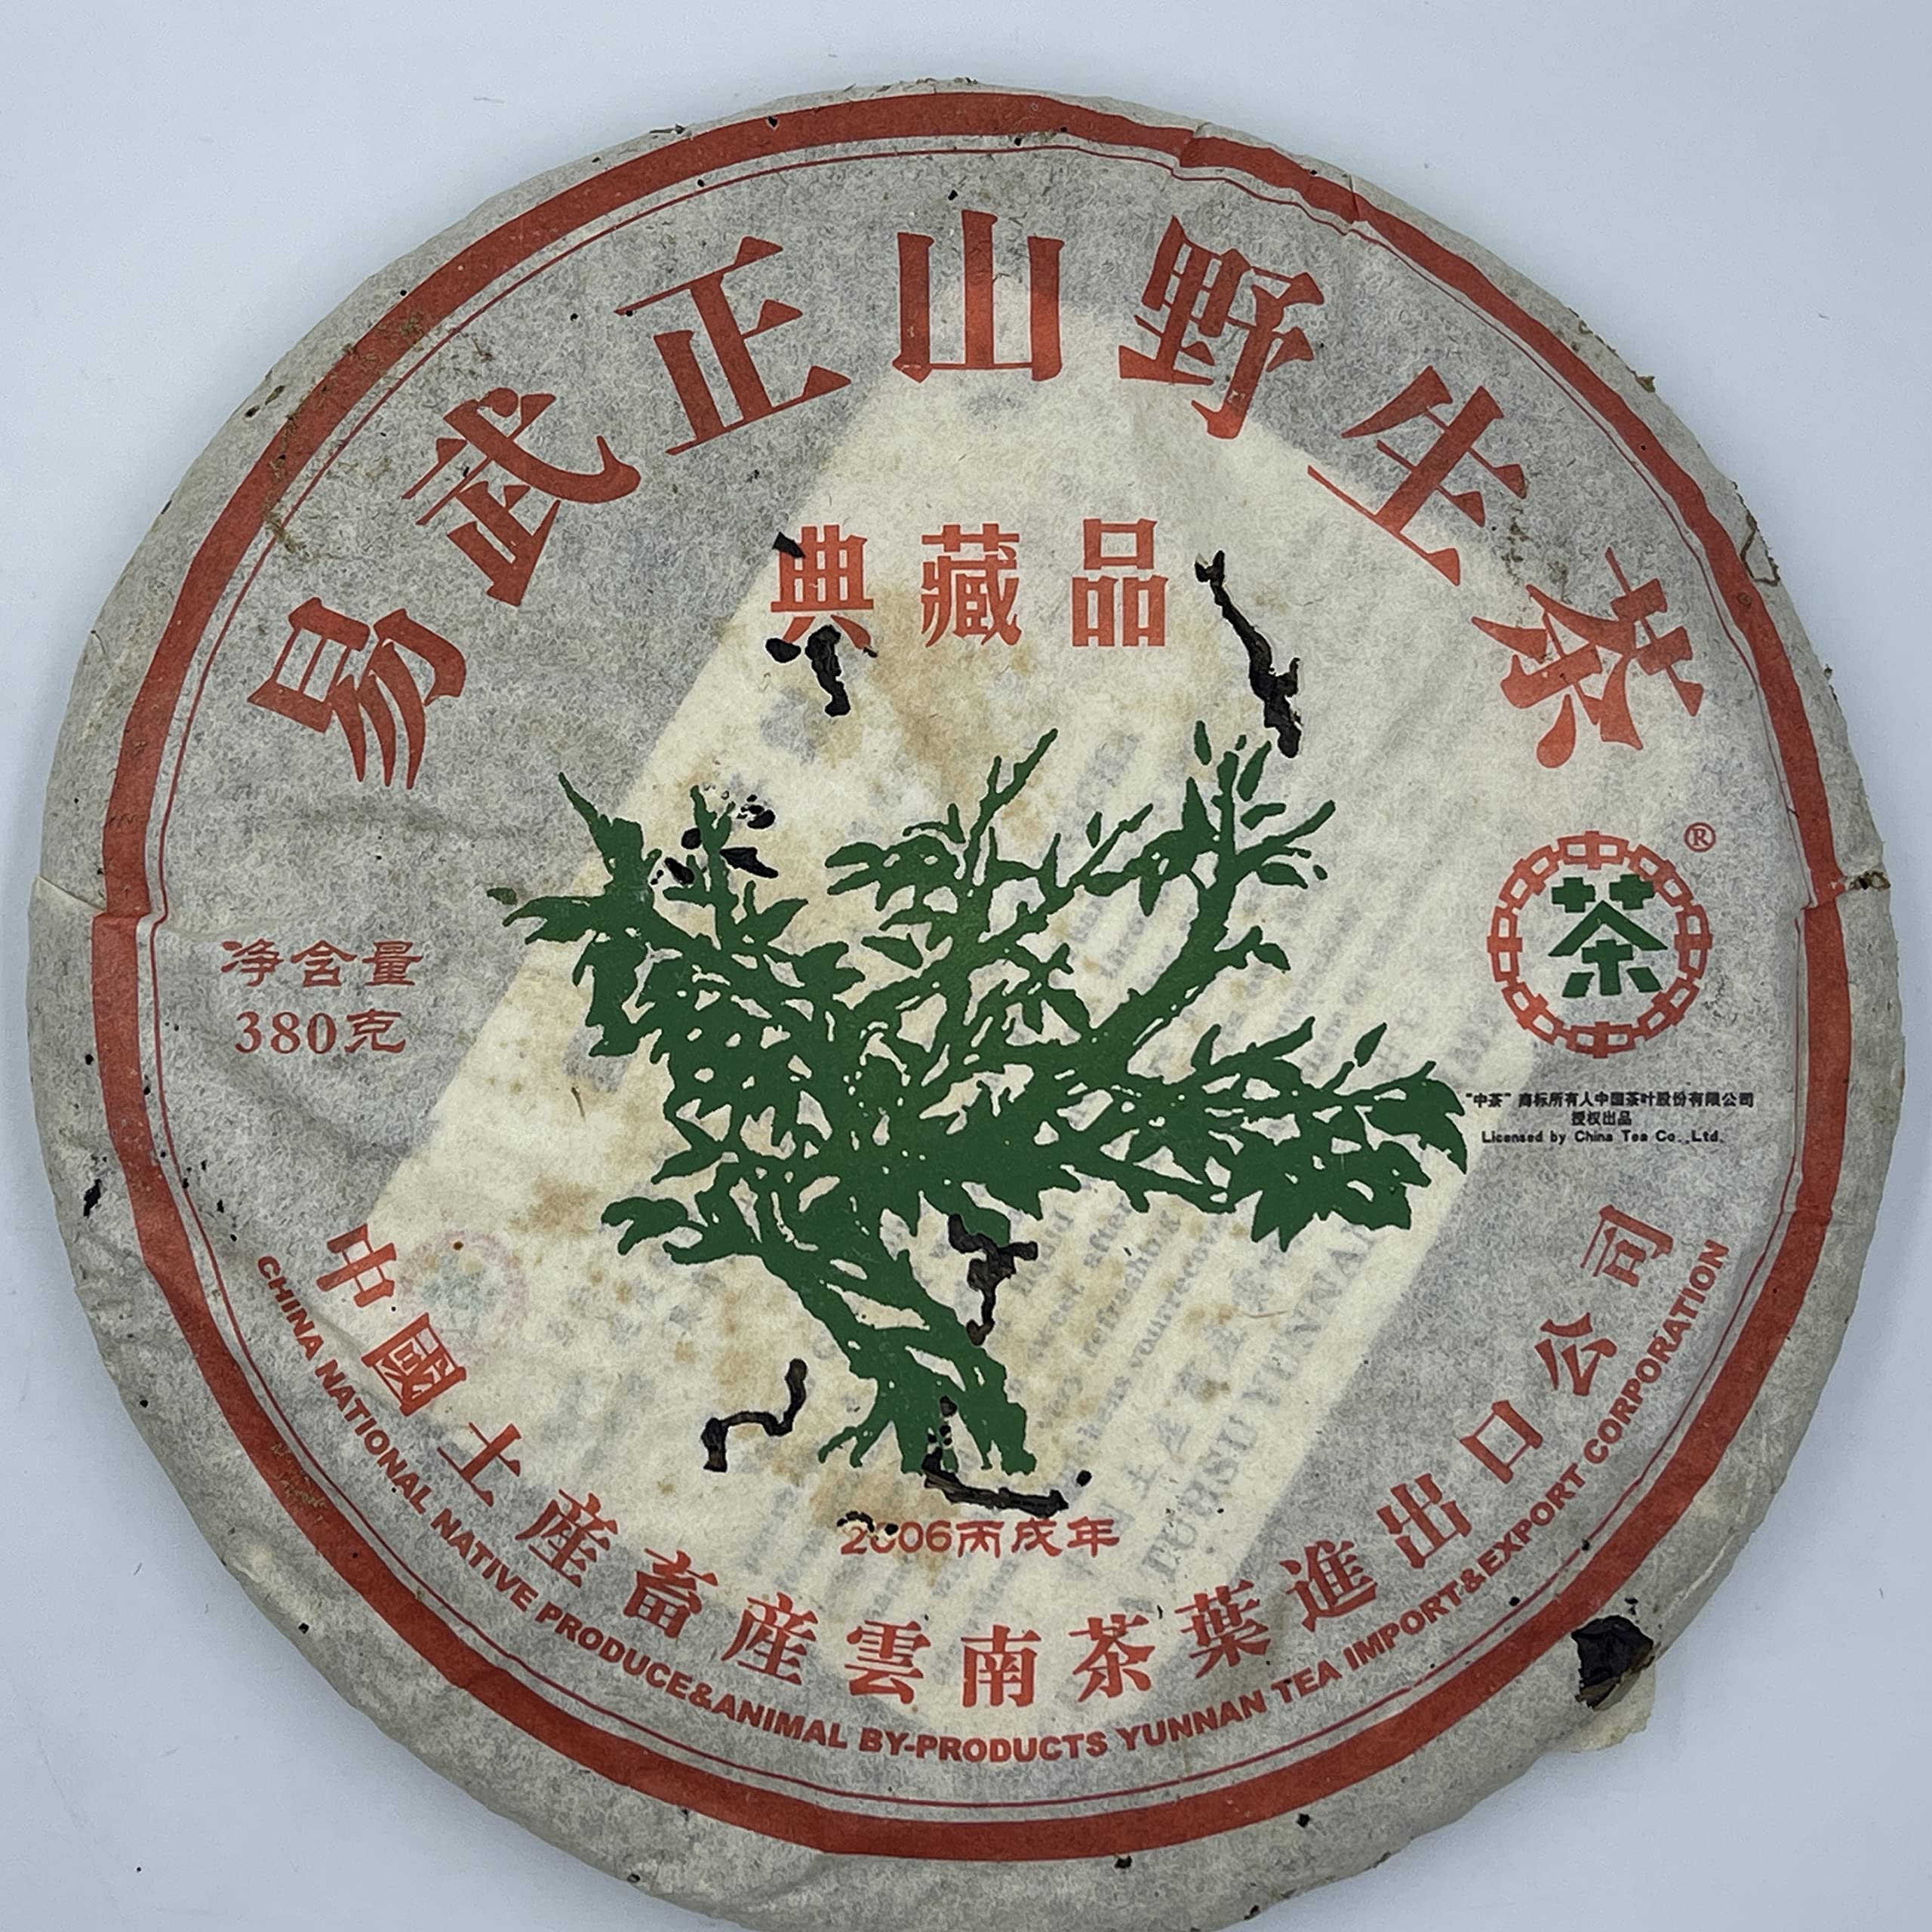 易武正山野生茶
典藏品
®
茶
净含量
380克
"中茶"商标所有人中国茶叶股份有限公司
授权出品
Licensed by China Tea Co.,Ltd.
2006丙戌年
中國土産畜産雲南茶葉進出口公司
CHINA NATIONAL NATIVE PRODUCE&ANIMAL BY-PRODUCTS YUNNAN TEA IMPORT&EXPORT CORPORATION